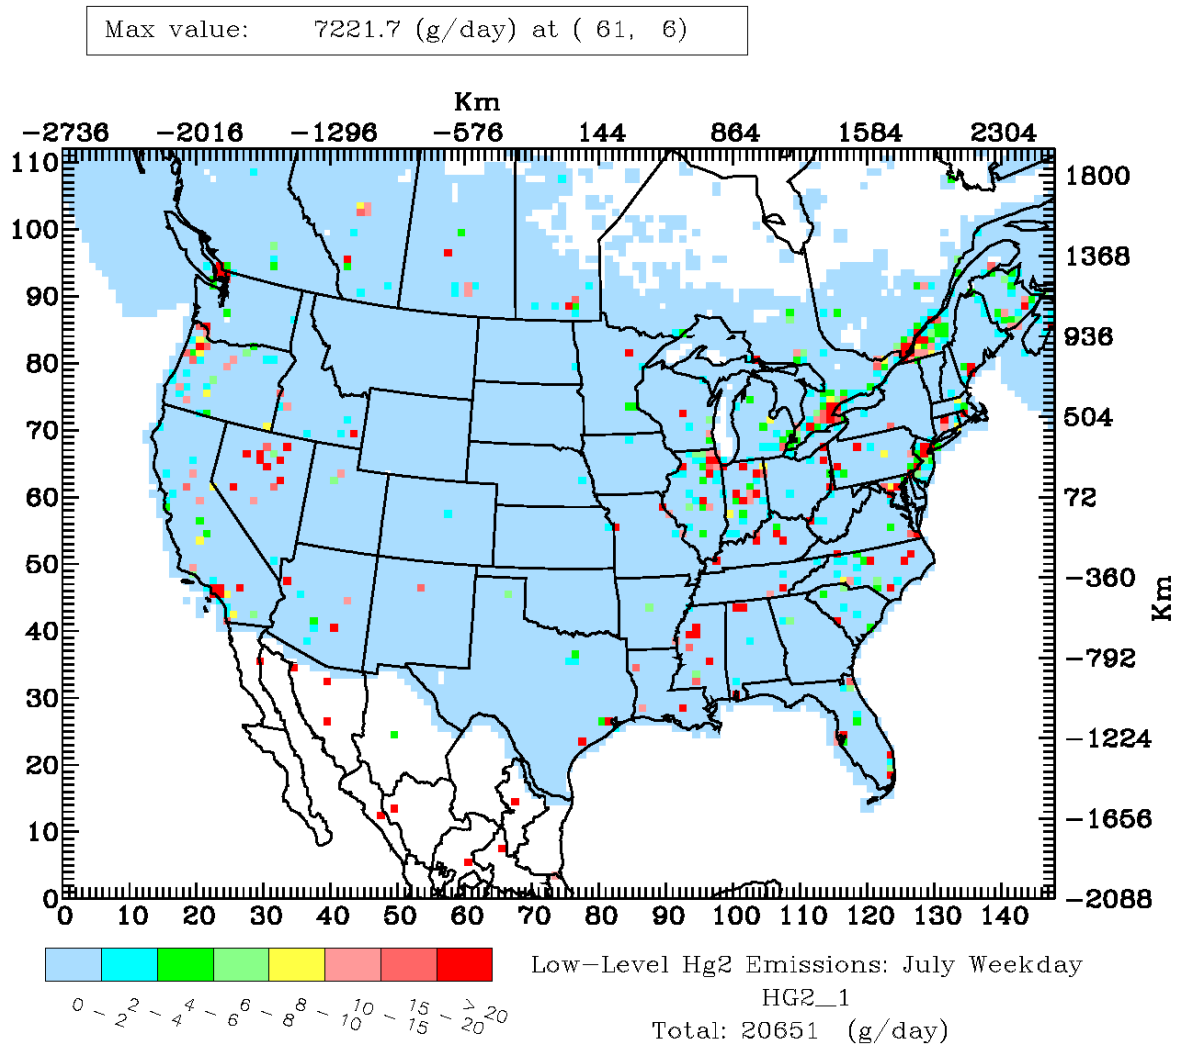 Max value: 7221.7 (g/day) at ( 61, 6)
Km
-2736 -2016 -1296 -576 144 864 1584 2304
110
100
90
80
70
60
50
40
30
20
10
0
1800
1368
936
504
72
-360
-792
-1224
-1656
-2088
Km
0 10 20 30 40 50 60 70 80 90 100 110 120 130 140
0 - 2
2 - 4
4 - 6
6 - 8
8 - 10
10 - 15
15 - 20
> 20
Low-Level Hg2 Emissions: July Weekday
HG2_1
Total: 20651 (g/day)